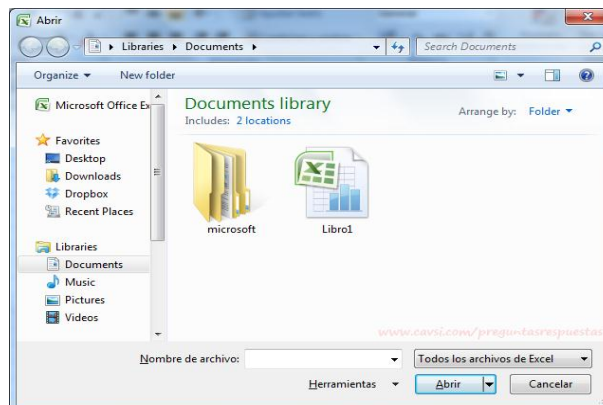 Abrir
Libraries Documents
Search Documents
Organize New folder
Microsoft Office Ex
Favorites
Desktop
Downloads
Dropbox
Recent Places
Libraries
Documents
Music
Pictures
Videos
Documents library
Includes: 2 locations
Arrange by: Folder
microsoft
Libro1
www.cavsi.com/preguntasrespuestas
Nombre de archivo:
Todos los archivos de Excel
Herramientas
Abrir
Cancelar